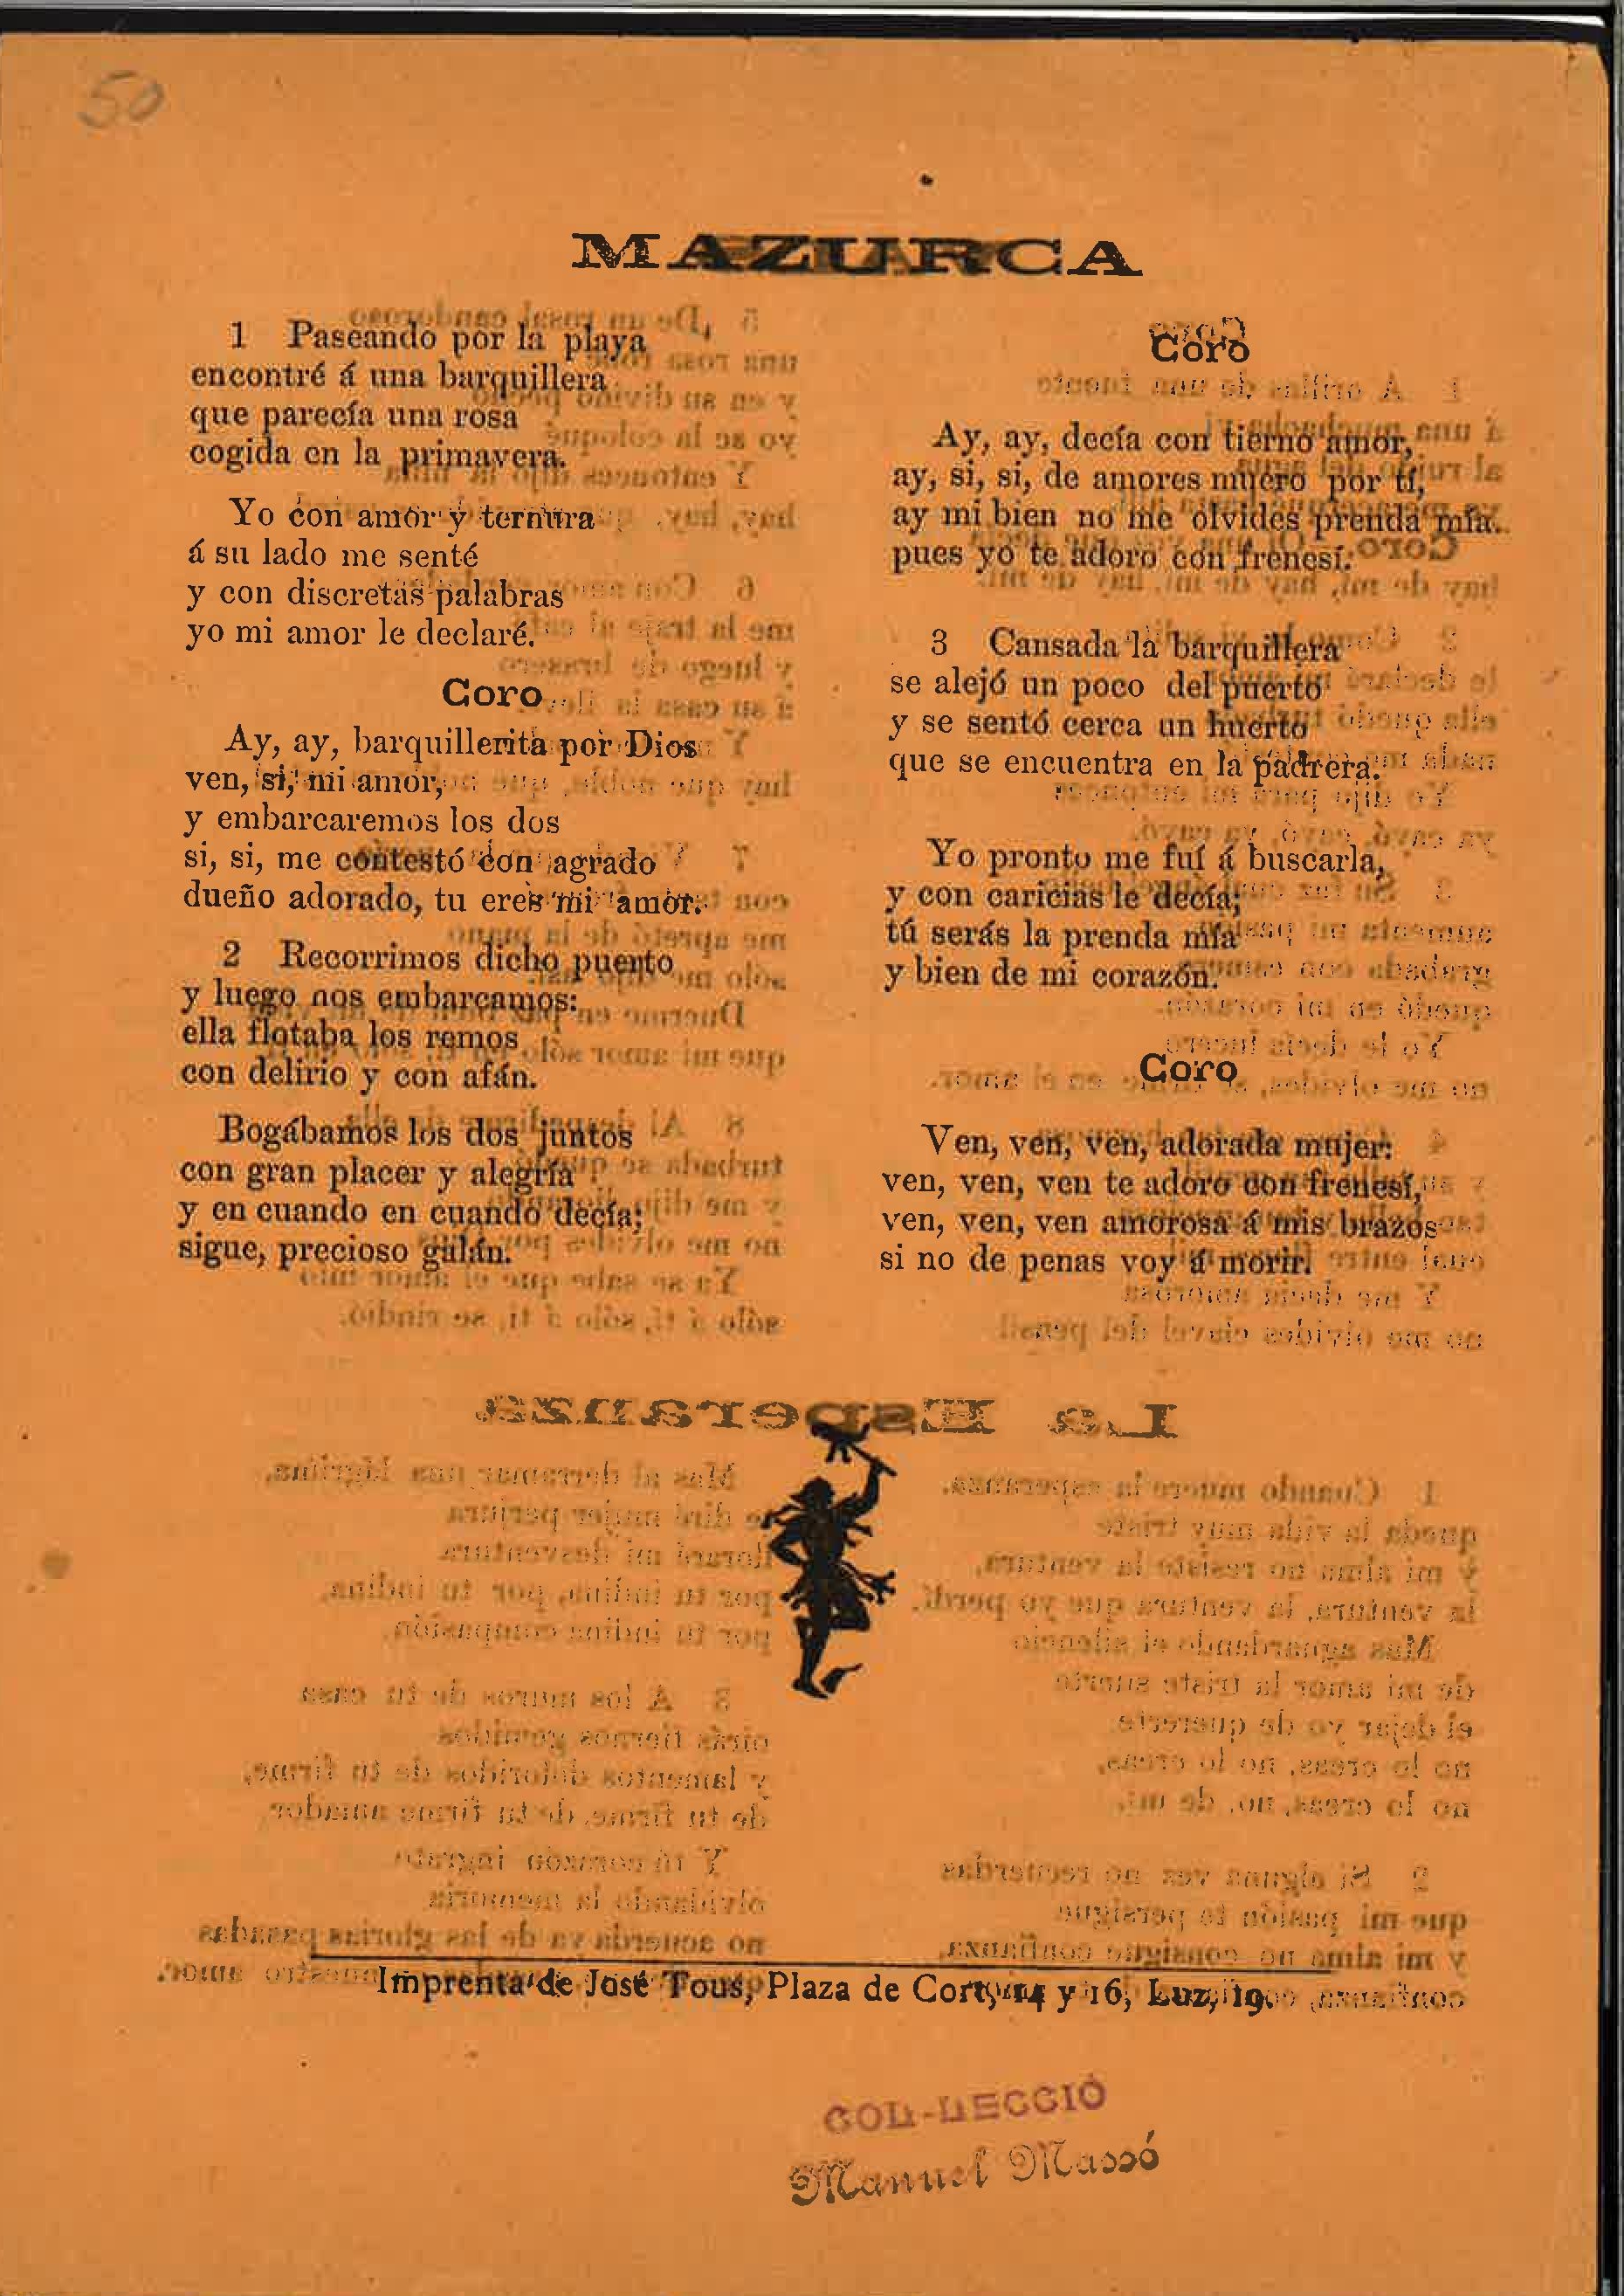 50
MAZURCA
1 Paseando por la playa
encontré á una barquillera
que parecía una rosa
cogida en la primavera.
Yo con amor y ternura
á su lado me senté
y con discretas palabras
yo mi amor le declaré.
Coro
Ay, ay, barquillerita por Dios
ven, si, mi amor,
y embarcaremos los dos
si, si, me contestó con agrado
dueño adorado, tu eres mi amor.
2 Recorrimos dicho puerto
y luego nos embarcamos:
ella flotaba los remos
con delirio y con afán.
Bogábamos los dos juntos
con gran placer y alegría
y en cuando en cuando decía;
sigue, precioso galán.
Coro
Ay, ay, decía con tierno amor,
ay, si, si, de amores muero por tí,
ay mi bien no me olvides prenda mía.
pues yo te adoro con frenesí.
3 Cansada la barquillera
se alejó un poco del puerto
y se sentó cerca un huerto
que se encuentra en la padrera.
Yo pronto me fuí á buscarla,
y con caricias le decía;
tú serás la prenda mía
y bien de mi corazón.
Coro
Ven, ven, ven, adorada mujer:
ven, ven, ven te adoro con frenesí,
ven, ven, ven amorosa á mis brazos
si no de penas voy á morir.
Imprenta de José Tous, Plaza de Cort, 14 y 16, Luz, 19.
COL-LECCIÓ
Manuel Massó